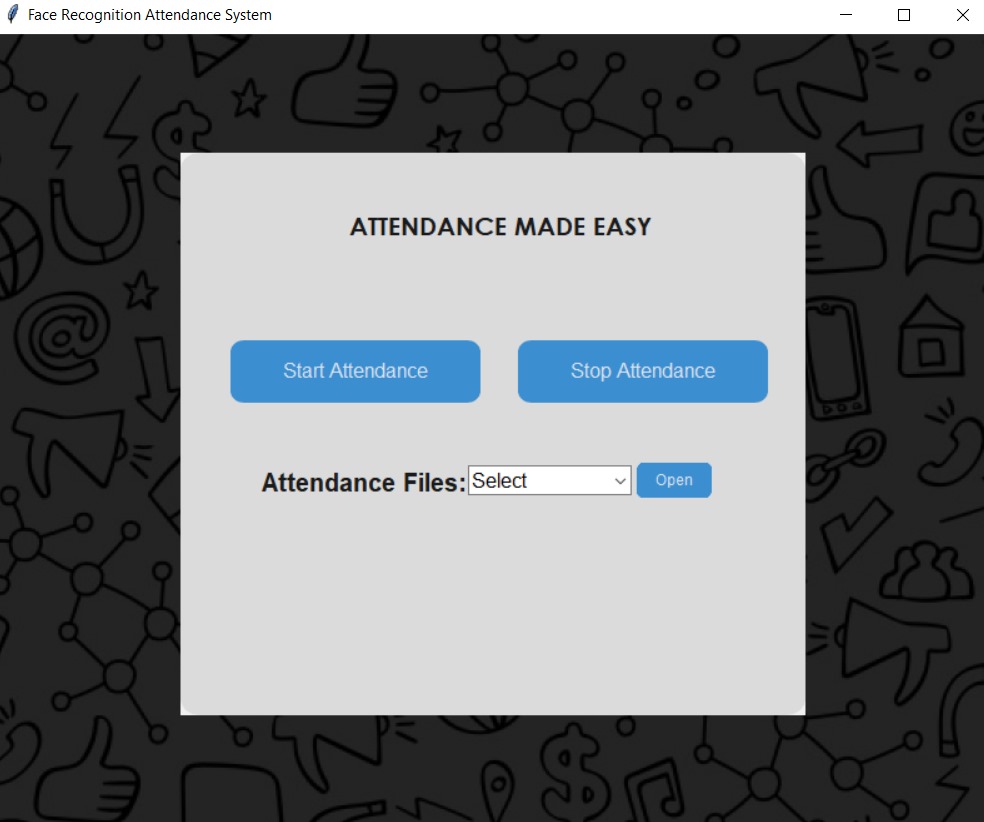 Face Recognition Attendance System
ATTENDANCE MADE EASY
Start Attendance
Stop Attendance
Attendance Files: Select Open